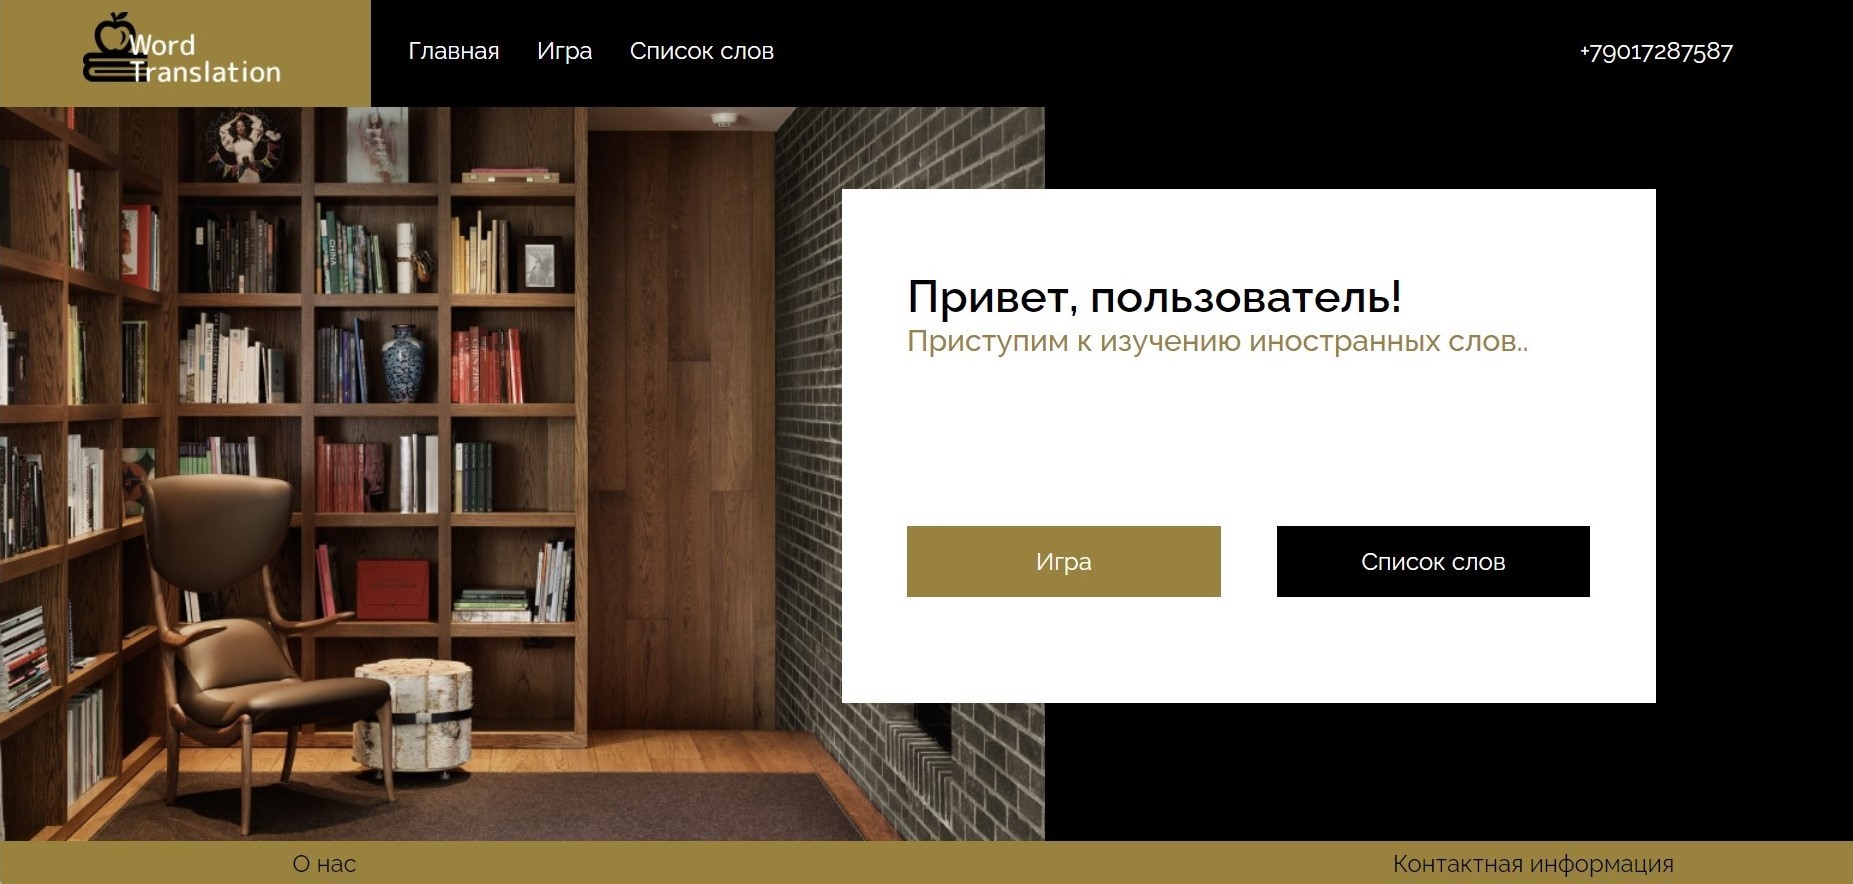 Word
Translation
Главная Игра Список слов +79017287587
CHINA
Привет, пользователь!
Приступим к изучению иностранных слов..
Игра Список слов
О нас Контактная информация